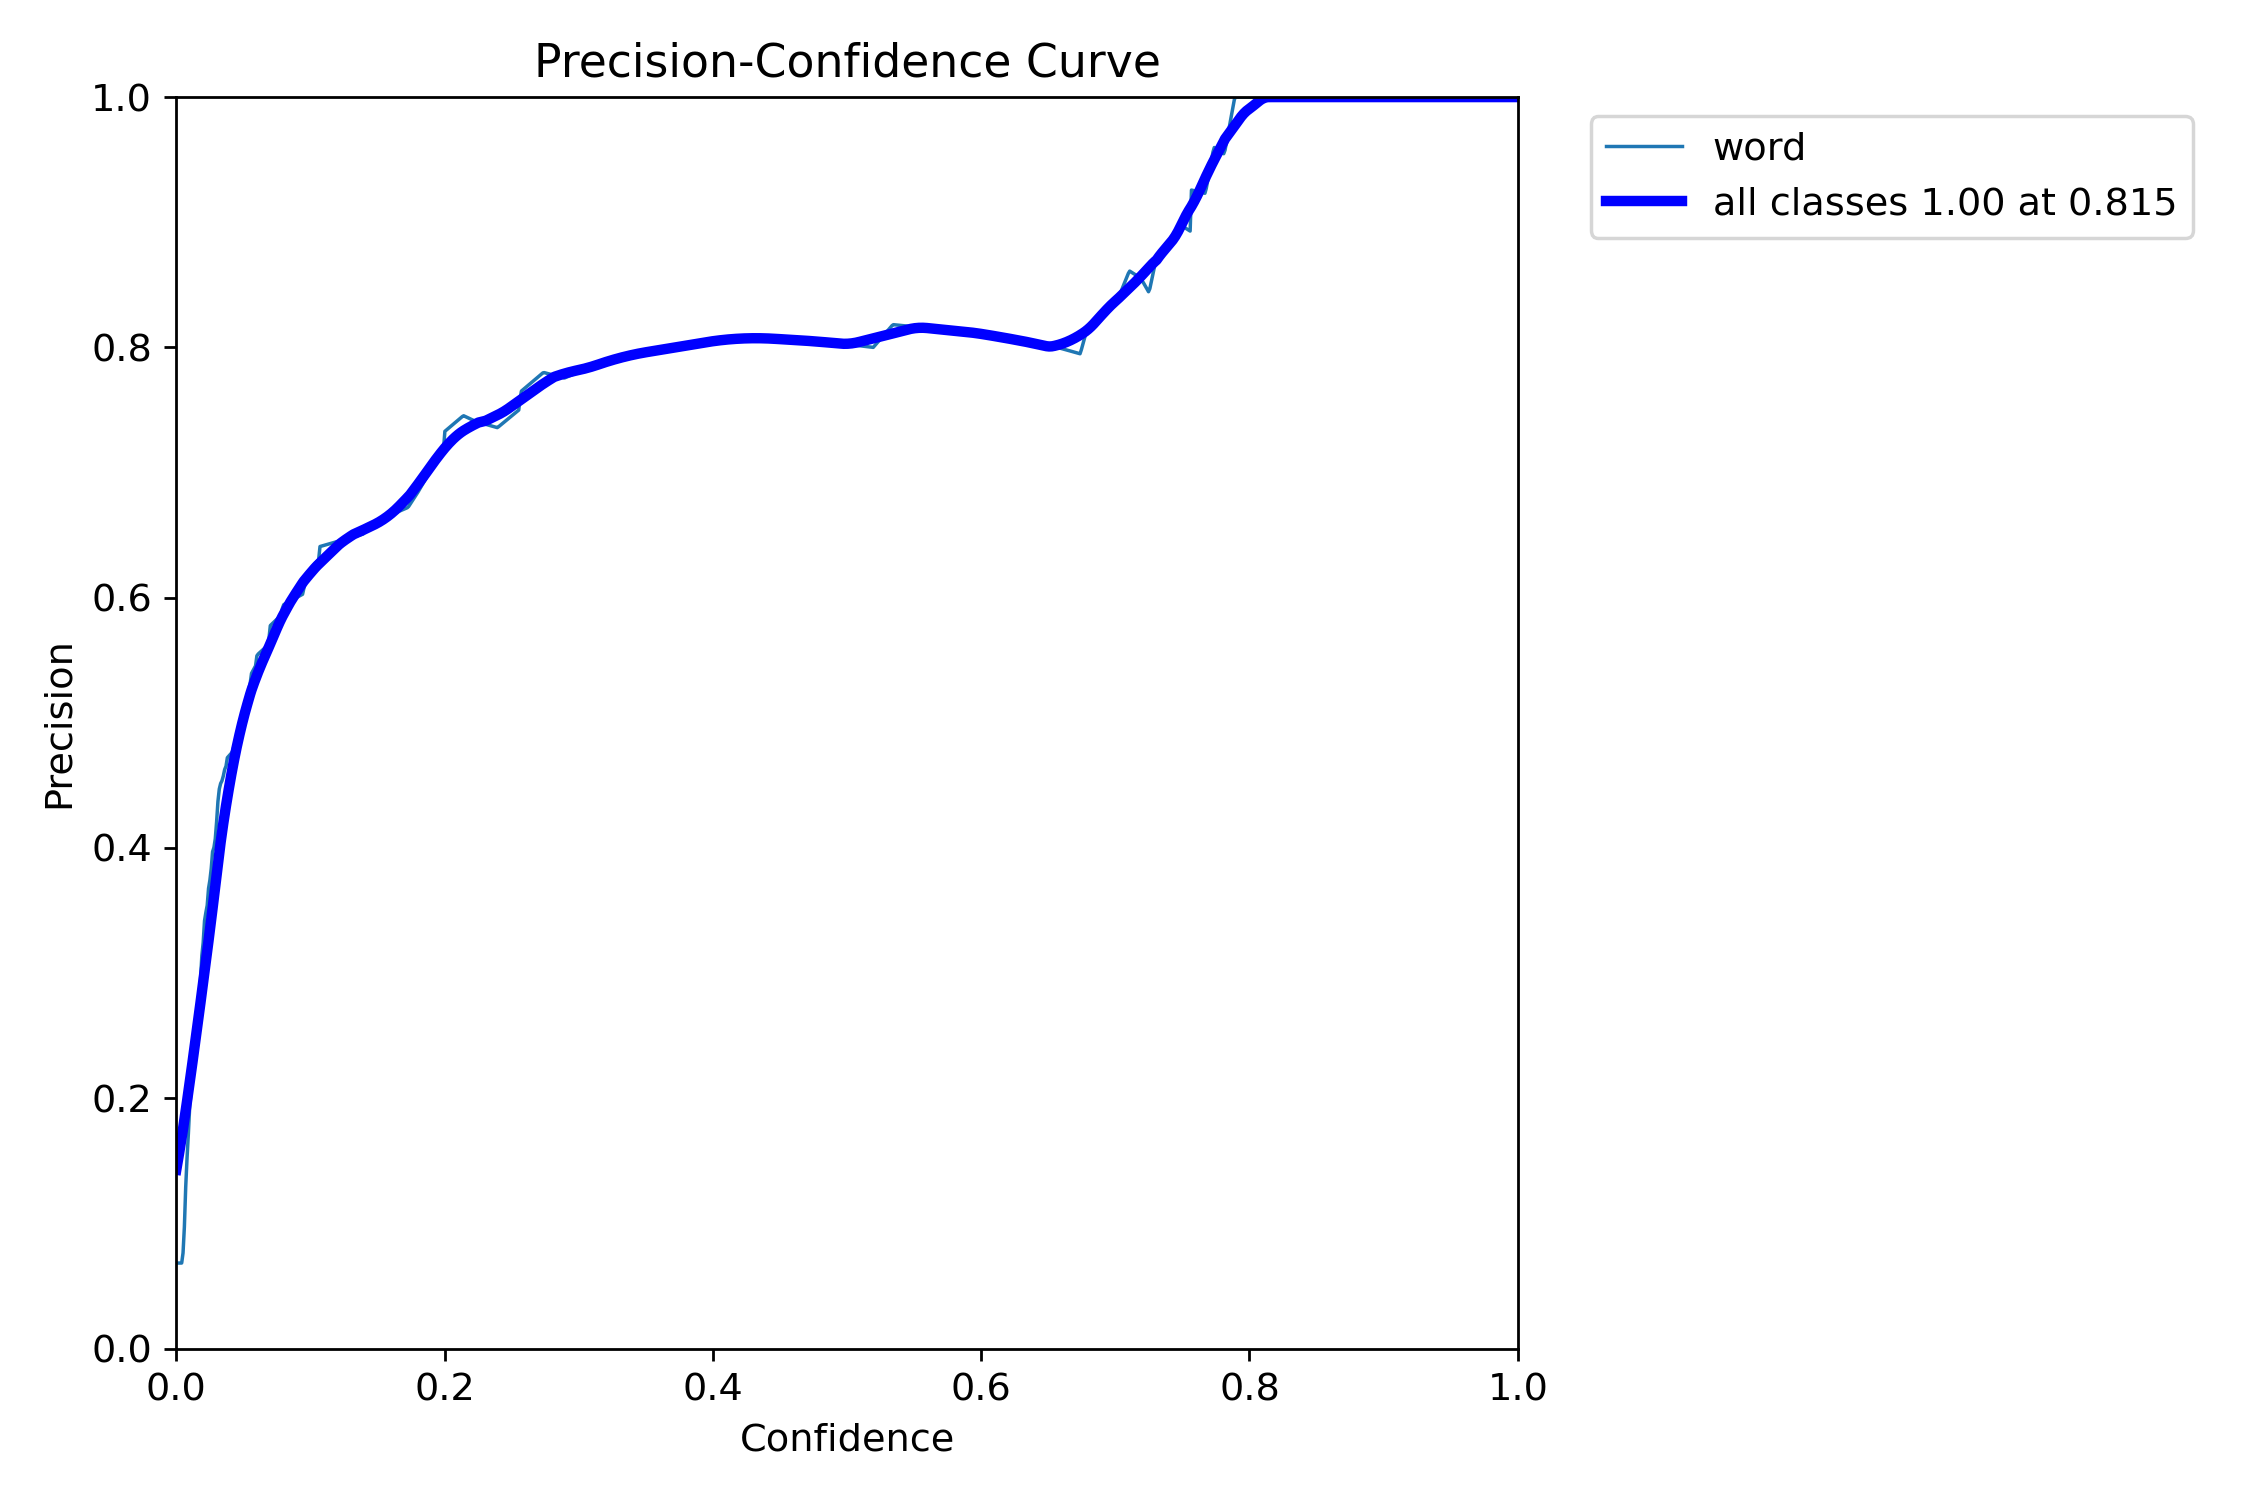 Precision-Confidence Curve
word
all classes 1.00 at 0.815
Precision
1.0
0.8
0.6
0.4
0.2
0.0
0.0 0.2 0.4 0.6 0.8 1.0
Confidence